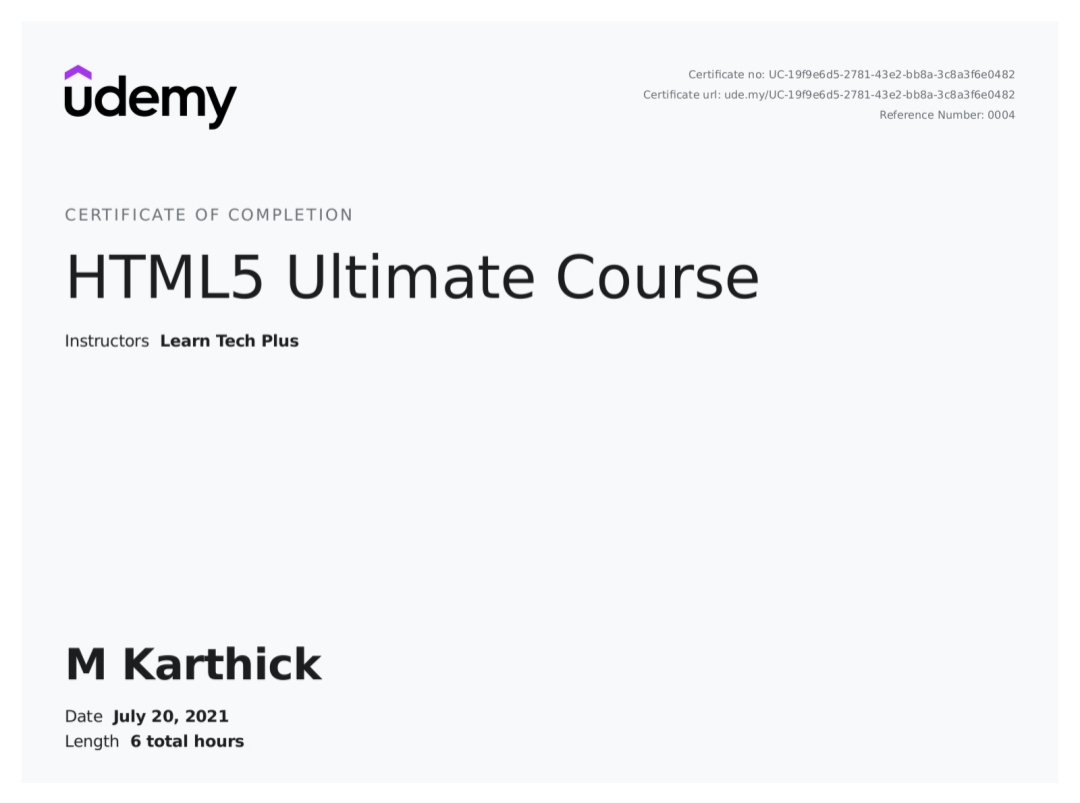 udemy
Certificate no: UC-19f9e6d5-2781-43e2-bb8a-3c8a3f6e0482
Certificate url: ude.my/UC-19f9e6d5-2781-43e2-bb8a-3c8a3f6e0482
Reference Number: 0004
CERTIFICATE OF COMPLETION
HTML5 Ultimate Course
Instructors Learn Tech Plus
M Karthick
Date July 20, 2021
Length 6 total hours